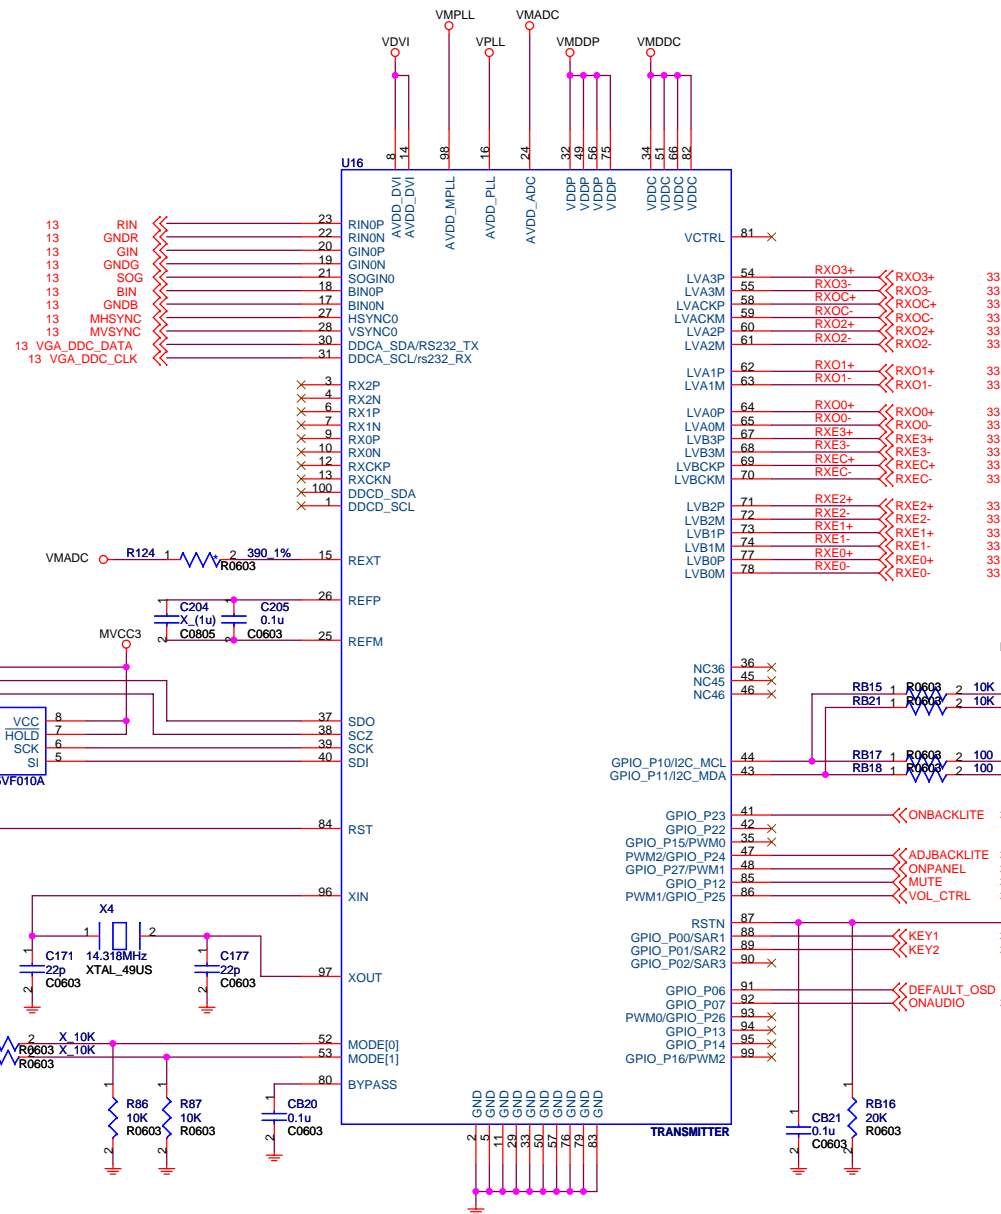 VMPLL VMADC
VDVI VPLL VMDDP VMDDC
8 14 98 16 24 32 49 56 75 34 51 66 82
U16
AVDD_DVI AVDD_DVI AVDD_MPLL AVDD_PLL AVDD_ADC VDDP VDDP VDDP VDDP VDDC VDDC VDDC VDDC
13 RIN 23 RIN0P
13 GNDR 22 RIN0N
13 GIN 20 GIN0P
13 GNDG 19 GIN0N
13 SOG 21 SOGIN0
13 BIN 18 BIN0P
13 GNDB 17 BIN0N
13 MHSYNC 27 HSYNC0
13 MVSYNC 28 VSYNC0
13 VGA_DDC_DATA 30 DDCA_SDA/RS232_TX
13 VGA_DDC_CLK 31 DDCA_SCL/rs232_RX
3 RX2P
4 RX2N
6 RX1P
7 RX1N
9 RX0P
10 RX0N
12 RXCKP
13 RXCKN
100 DDCD_SDA
1 DDCD_SCL
VMADC R124 1 2 390_1% 15 REXT
R0603
26 REFP
1 1
C204 C205
X_(1u) 0.1u
C0805 C0603
2 2
25 REFM
MVCC3
VCC 8
HOLD 7
SCK 6
SI 5
37 SDO
38 SCZ
39 SCK
40 SDI
84 RST
96 XIN
X4
1 2
14.318MHz
XTAL_49US
1 C171
22p
C0603
2
1 C177
22p
C0603
2
97 XOUT
2 X_10K 52 MODE[0]
R0603
2 X_10K 53 MODE[1]
R0603
80 BYPASS
1 R86
10K
R0603
2
1 R87
10K
R0603
2
1 CB20
0.1u
C0603
2
VCTRL 81
LVA3P 54 RXO3+ RXO3+ 33
LVA3M 55 RXO3- RXO3- 33
LVACKP 58 RXOC+ RXOC+ 33
LVACKM 59 RXOC- RXOC- 33
LVA2P 60 RXO2+ RXO2+ 33
LVA2M 61 RXO2- RXO2- 33
LVA1P 62 RXO1+ RXO1+ 33
LVA1M 63 RXO1- RXO1- 33
LVA0P 64 RXO0+ RXO0+ 33
LVA0M 65 RXO0- RXO0- 33
LVB3P 67 RXE3+ RXE3+ 33
LVB3M 68 RXE3- RXE3- 33
LVBCKP 69 RXEC+ RXEC+ 33
LVBCKM 70 RXEC- RXEC- 33
LVB2P 71 RXE2+ RXE2+ 33
LVB2M 72 RXE2- RXE2- 33
LVB1P 73 RXE1+ RXE1+ 33
LVB1M 74 RXE1- RXE1- 33
LVB0P 77 RXE0+ RXE0+ 33
LVB0M 78 RXE0- RXE0- 33
NC36 36
NC45 45
NC46 46
RB15 1 R0603 2 10K
RB21 1 R0603 2 10K
GPIO_P10/I2C_MCL 44 RB17 1 R0603 2 100
GPIO_P11/I2C_MDA 43 RB18 1 R0603 2 100
GPIO_P23 41 ONBACKLITE
GPIO_P22 42
GPIO_P15/PWM0 35
PWM2/GPIO_P24 47 ADJBACKLITE
GPIO_P27/PWM1 48 ONPANEL
GPIO_P12 85 MUTE
PWM1/GPIO_P25 86 VOL_CTRL
RSTN 87
GPIO_P00/SAR1 88 KEY1
GPIO_P01/SAR2 89 KEY2
GPIO_P02/SAR3 90
GPIO_P06 91 DEFAULT_OSD
GPIO_P07 92 ONAUDIO
PWM0/GPIO_P26 93
GPIO_P13 94
GPIO_P14 95
GPIO_P16/PWM2 99
1 CB21
0.1u
C0603
2
1 RB16
20K
R0603
2
GND GND GND GND GND GND GND GND GND GND
TRANSMITTER
2 5 11 29 33 50 57 76 79 83